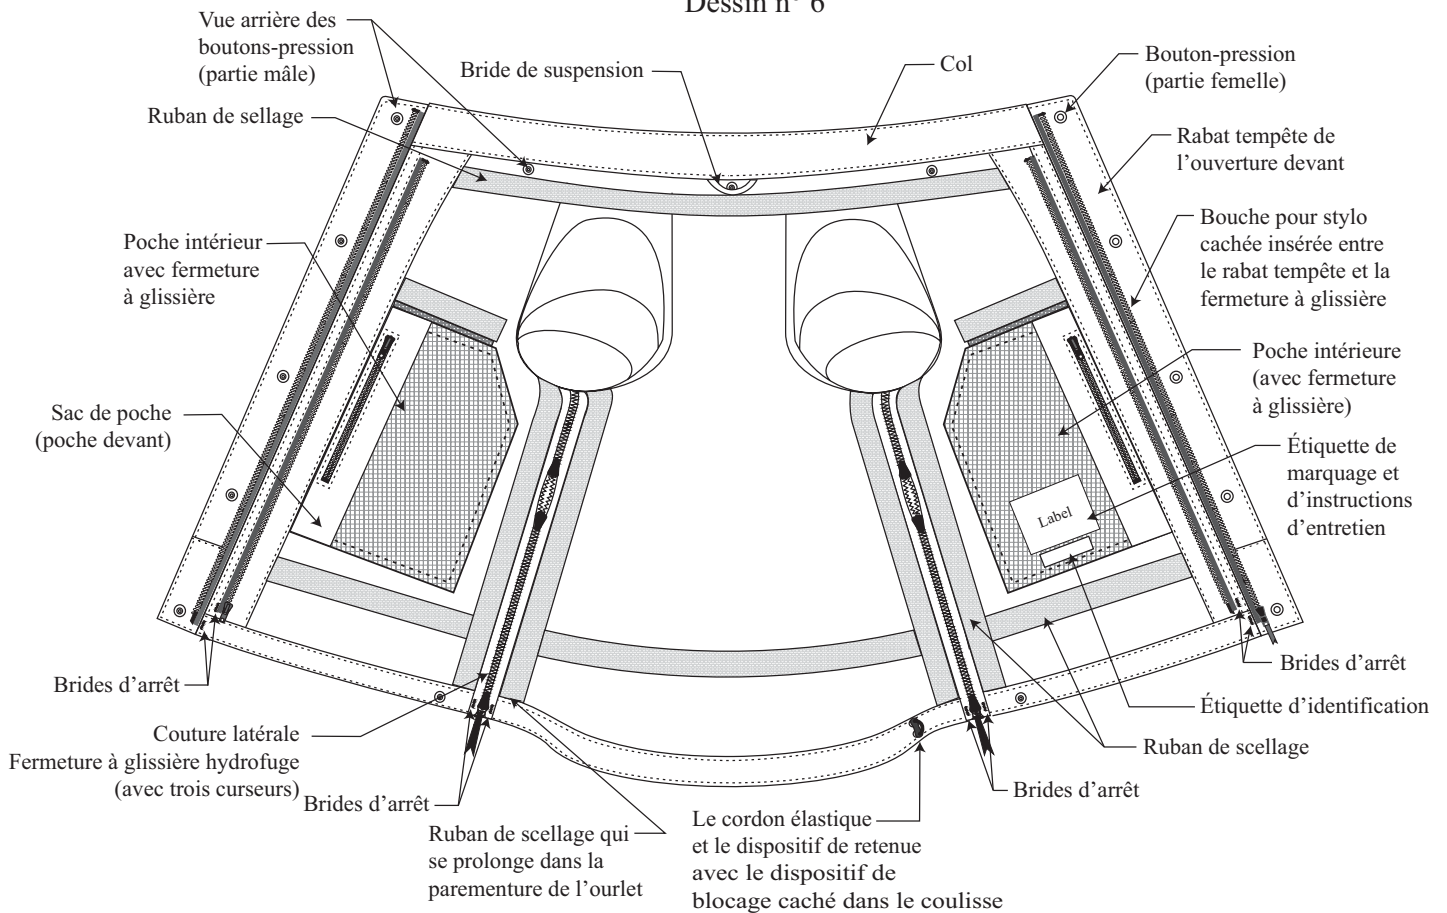 Dessin n° 6
Vue arrière des
boutons-pression
(partie mâle)
Bride de suspension
Col
Bouton-pression
(partie femelle)
Ruban de sellage
Rabat tempête de
l’ouverture devant
Poche intérieur
avec fermeture
à glissière
Bouche pour stylo
cachée insérée entre
le rabat tempête et la
fermeture à glissière
Poche intérieure
(avec fermeture
à glissière)
Sac de poche
(poche devant)
Étiquette de
marquage et
d’instructions
d’entretien
Label
Brides d’arrêt
Brides d’arrêt
Étiquette d’identification
Couture latérale
Fermeture à glissière hydrofuge
(avec trois curseurs)
Ruban de scellage
Brides d’arrêt
Brides d’arrêt
Ruban de scellage qui
se prolonge dans la
parementure de l’ourlet
Le cordon élastique
et le dispositif de retenue
avec le dispositif de
blocage caché dans le coulisse